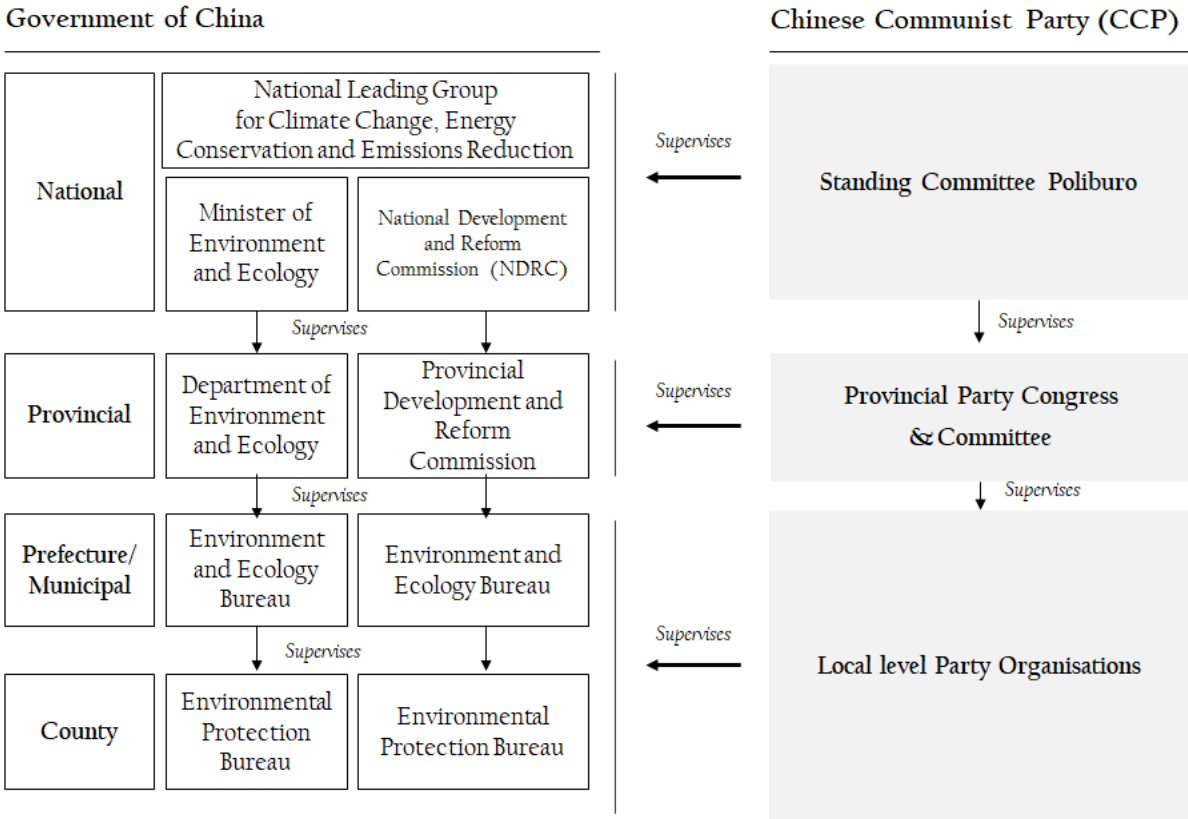 Government of China
Chinese Communist Party (CCP)
National
National Leading Group
for Climate Change, Energy
Conservation and Emissions Reduction
Minister of
Environment
and Ecology
National Development
and Reform
Commission (NDRC)
Supervises
Standing Committee Poliburo
Supervises
Supervises
Provincial
Department of
Environment
and Ecology
Provincial
Development and
Reform
Commission
Supervises
Provincial Party Congress
& Committee
Supervises
Supervises
Prefecture/
Municipal
Environment
and Ecology
Bureau
Environment and
Ecology Bureau
Supervises
Supervises
Local level Party Organisations
County
Environmental
Protection
Bureau
Environmental
Protection Bureau